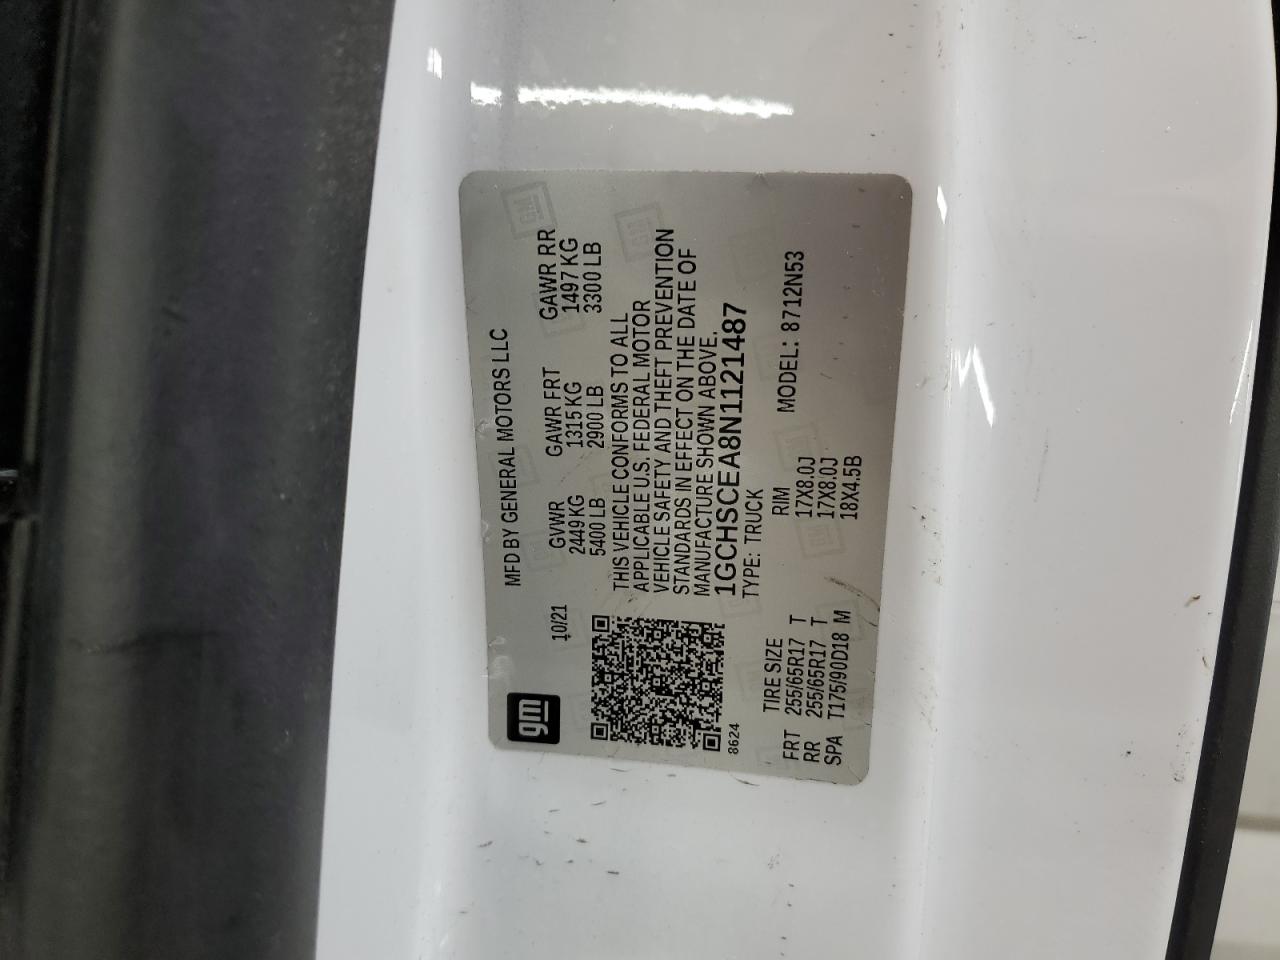 gm
10/21
MFD BY GENERAL MOTORS LLC
GVWR GAWR FRT GAWR RR
2449 KG 1315 KG 1497 KG
5400 LB 2900 LB 3300 LB
THIS VEHICLE CONFORMS TO ALL
APPLICABLE U.S. FEDERAL MOTOR
VEHICLE SAFETY AND THEFT PREVENTION
STANDARDS IN EFFECT ON THE DATE OF
MANUFACTURE SHOWN ABOVE.
1GCHSCEA8N1121487
8624
TYPE: TRUCK
TIRE SIZE RIM MODEL: 8712N53
FRT 255/65R17 T 17X8.0J
RR 255/65R17 T 17X8.0J
SPA T175/90D18 M 18X4.5B